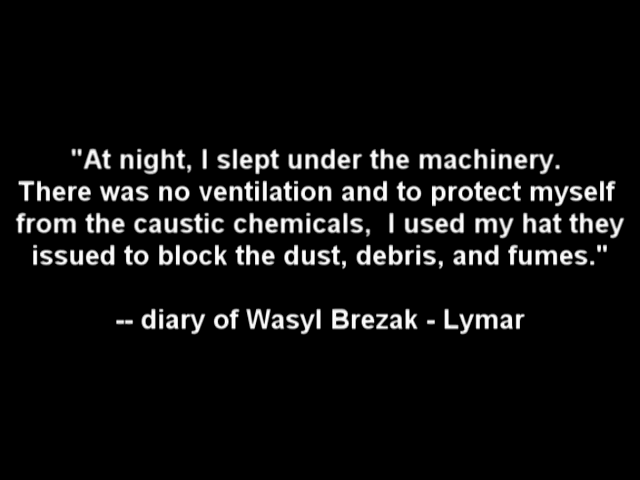 "At night, I slept under the machinery.
There was no ventilation and to protect myself
from the caustic chemicals, I used my hat they
issued to block the dust, debris, and fumes."
-- diary of Wasyl Brezak - Lymar